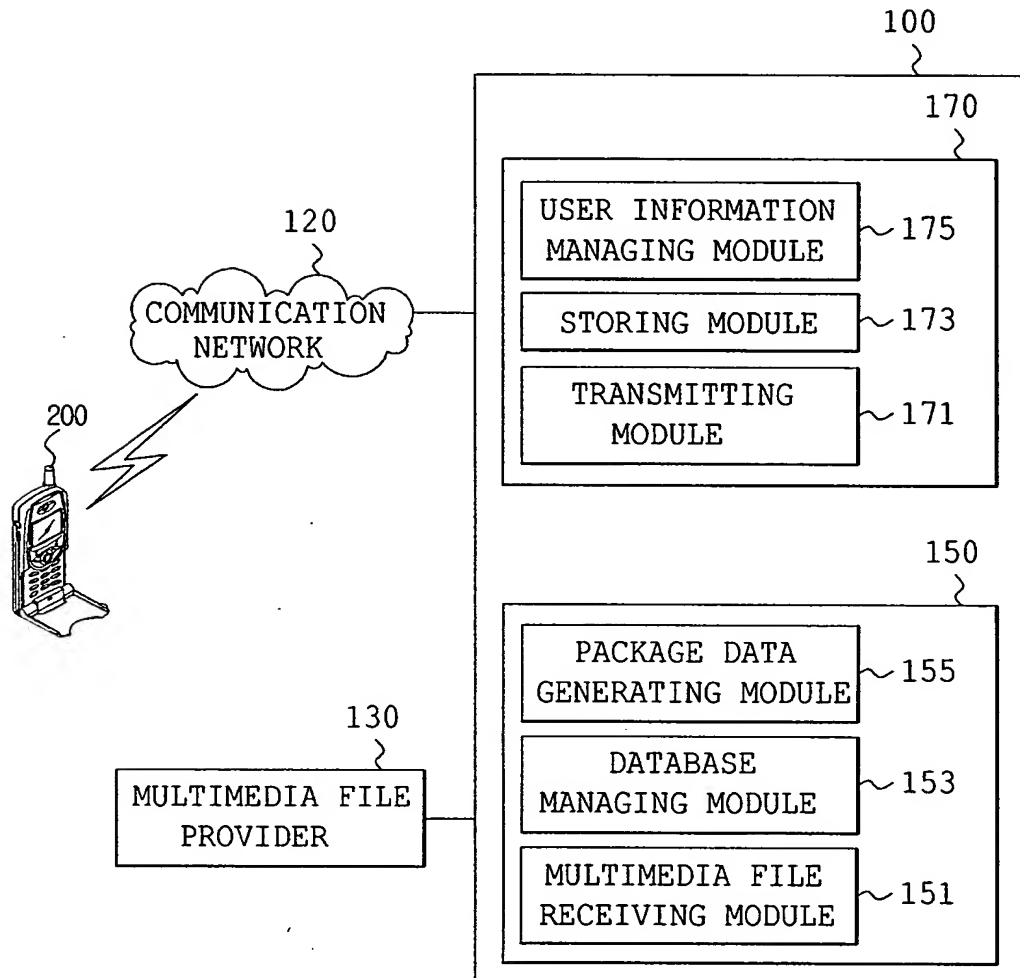 100
170
USER INFORMATION
MANAGING MODULE
175
STORING MODULE
173
TRANSMITTING
MODULE
171
120
COMMUNICATION
NETWORK
200
150
PACKAGE DATA
GENERATING MODULE
155
DATABASE
MANAGING MODULE
153
MULTIMEDIA FILE
RECEIVING MODULE
151
130
MULTIMEDIA FILE
PROVIDER